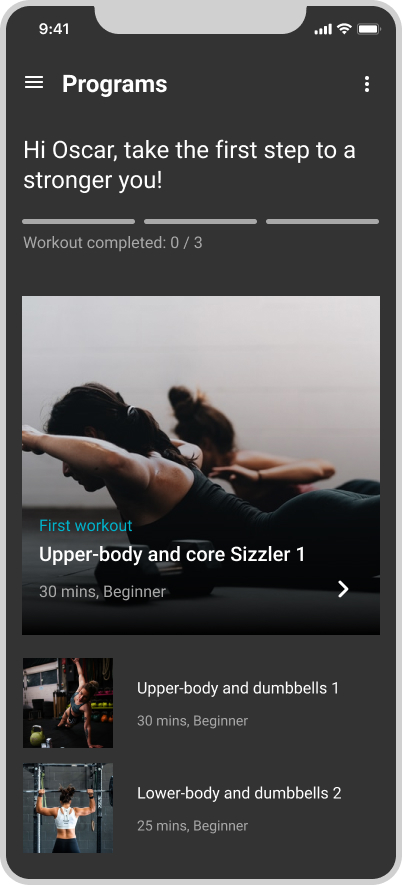 9:41
Programs
Hi Oscar, take the first step to a
stronger you!
Workout completed: 0 / 3
First workout
Upper-body and core Sizzler 1
30 mins, Beginner
Upper-body and dumbbells 1
30 mins, Beginner
Lower-body and dumbbells 2
25 mins, Beginner